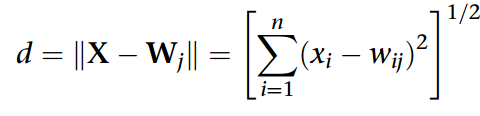 d = ‖X − W_j‖ = [∑_{i=1}^{n} (x_i − w_{ij})^2]^{1/2}